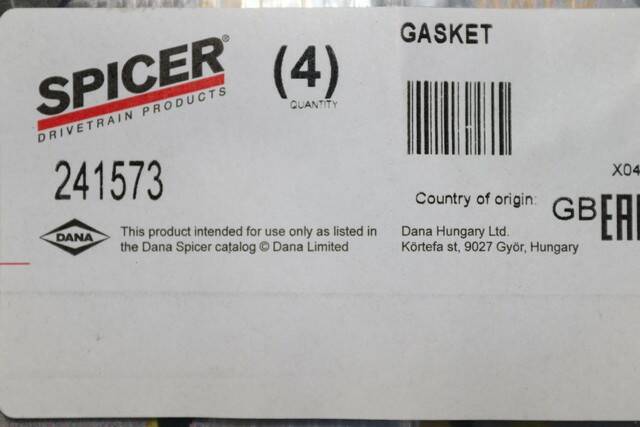 SPICER®
DRIVETRAIN PRODUCTS
(4)
QUANTITY
GASKET
241573
X04
Country of origin: GB
EAC
DANA
This product intended for use only as listed in
the Dana Spicer catalog © Dana Limited
Dana Hungary Ltd.
Körtefa st, 9027 Győr, Hungary